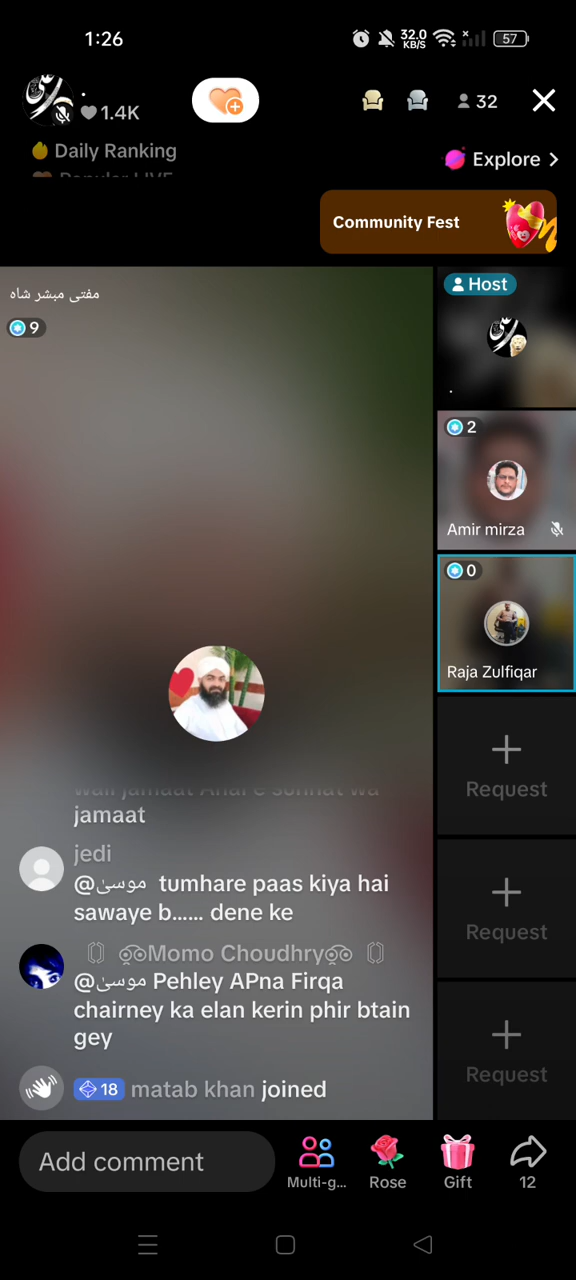 1:26
32.0
KB/S
57
.
1.4K
32
Daily Ranking
Explore
Popular LIVE
Community Fest
مفتی مبشر شاہ
9
Host
.
2
Amir mirza
0
Raja Zulfiqar
Request
Request
Request
jamaat
jedi
@موسیٰ tumhare paas kiya hai
sawaye b...... dene ke
Momo Choudhry
@موسیٰ Pehley APna Firqa
chairney ka elan kerin phir btain
gey
18 matab khan joined
Add comment
Multi-g...
Rose
Gift
12